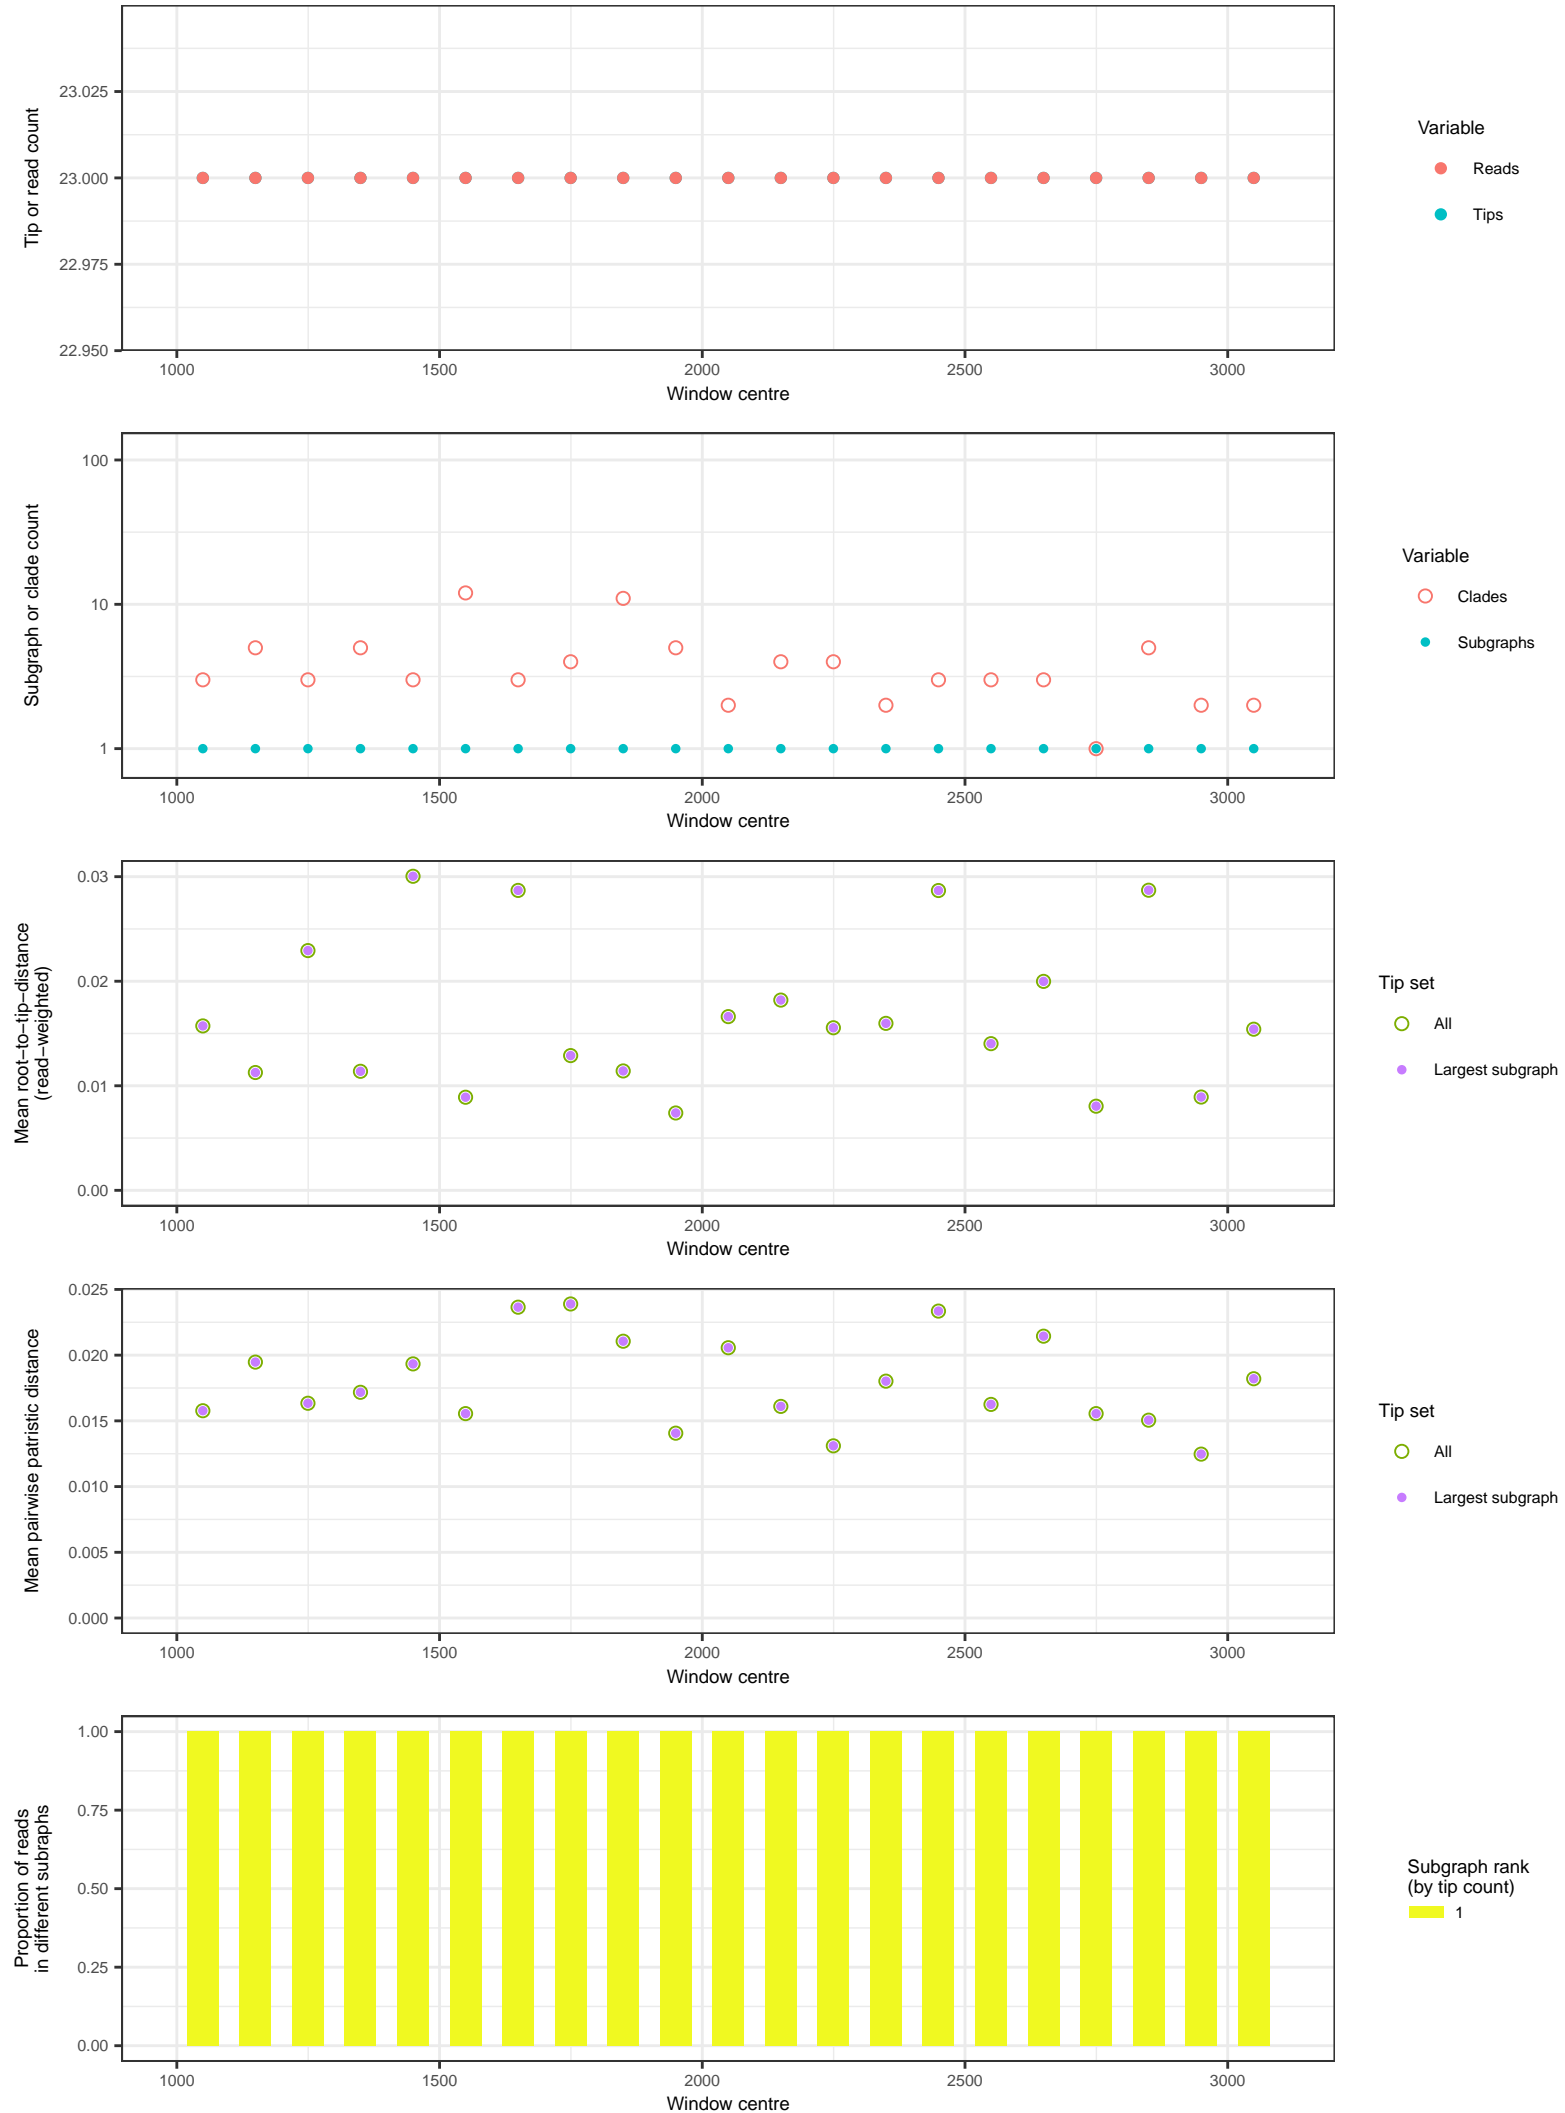 23.025
23.000
22.975
22.950
Tip or read count
1000 1500 2000 2500 3000
Window centre
Variable
Reads
Tips
100
10
1
Subgraph or clade count
1000 1500 2000 2500 3000
Window centre
Variable
Clades
Subgraphs
0.03
0.02
0.01
0.00
Mean root−to−tip−distance
(read−weighted)
1000 1500 2000 2500 3000
Window centre
Tip set
All
Largest subgraph
0.025
0.020
0.015
0.010
0.005
0.000
Mean pairwise patristic distance
1000 1500 2000 2500 3000
Window centre
Tip set
All
Largest subgraph
1.00
0.75
0.50
0.25
0.00
Proportion of reads
in different subraphs
1000 1500 2000 2500 3000
Window centre
Subgraph rank
(by tip count)
1